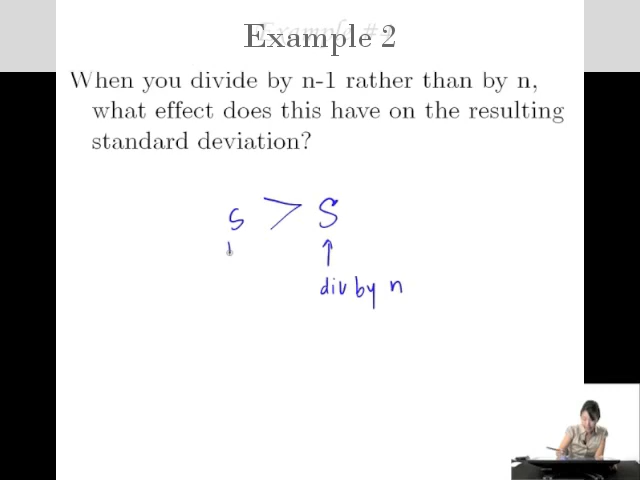 Example 2
When you divide by n-1 rather than by n,
what effect does this have on the resulting
standard deviation?
s > S
↑
div by n